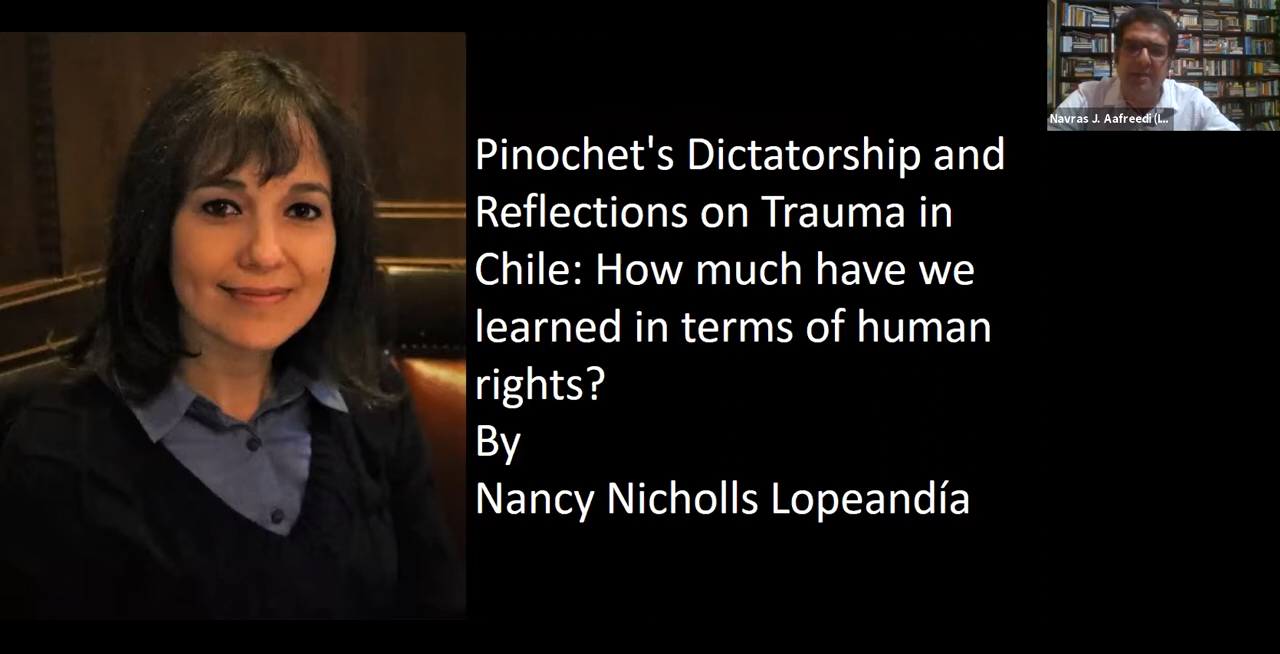 Navras J. Aafreedi (I...
Pinochet's Dictatorship and
Reflections on Trauma in
Chile: How much have we
learned in terms of human
rights?
By
Nancy Nicholls Lopeandía